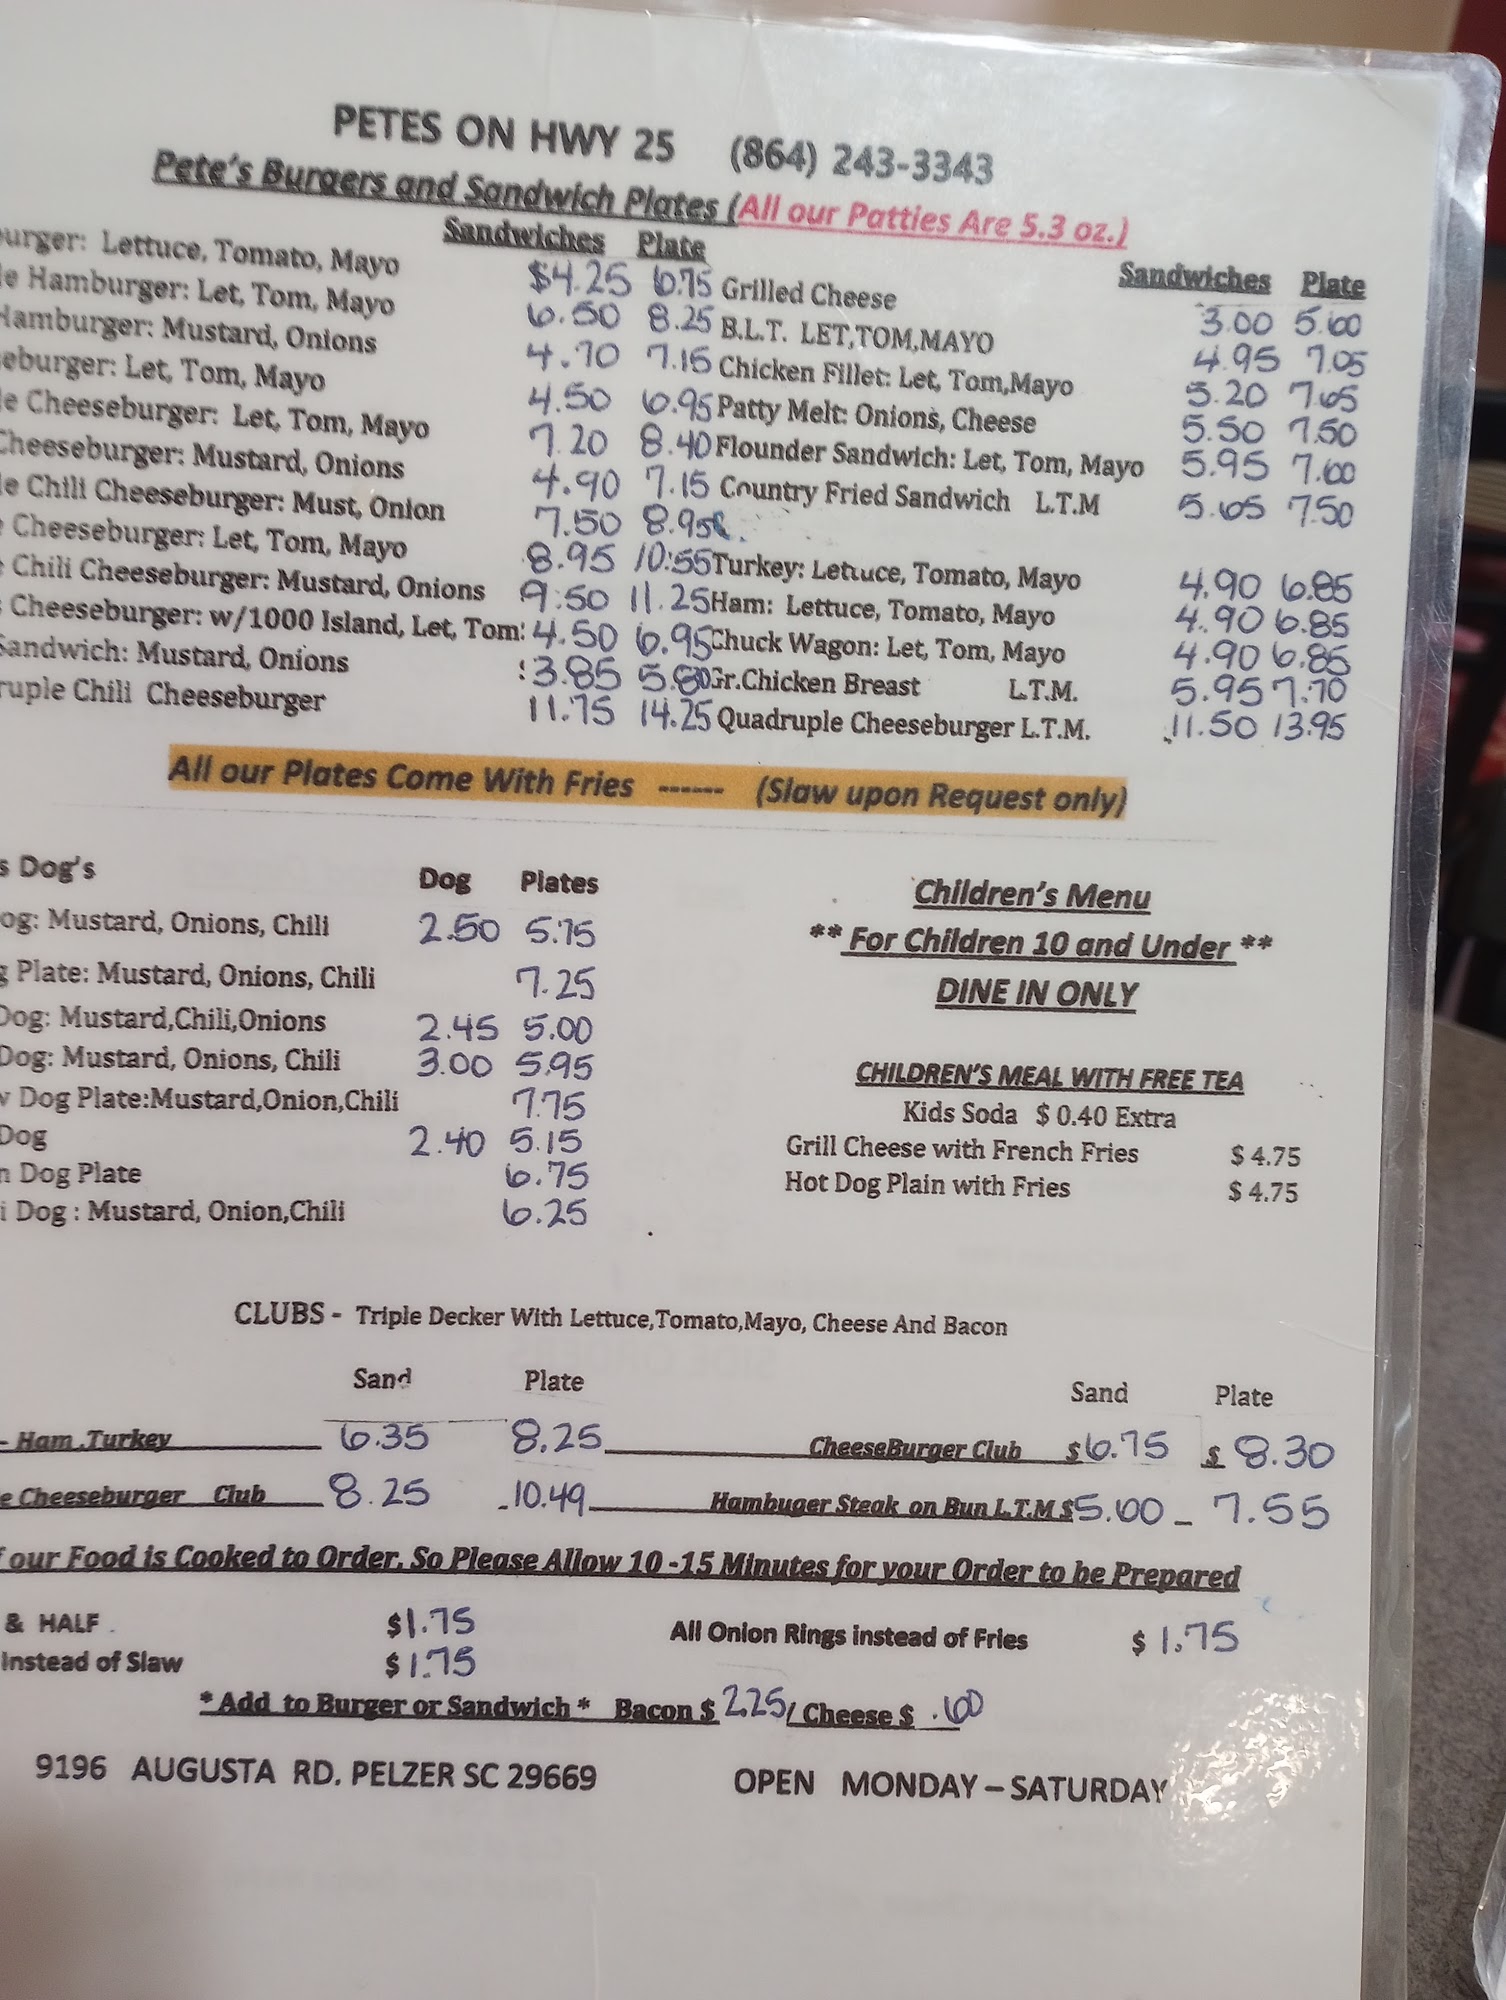 PETES ON HWY 25 (864) 243-3343
Pete's Burgers and Sandwich Plates (All our Patties Are 5.3 oz.)
Sandwiches Plate
urger: Lettuce, Tomato, Mayo $4.25 6.75
le Hamburger: Let, Tom, Mayo 6.50 8.25
Hamburger: Mustard, Onions 4.70 7.15
eburger: Let, Tom, Mayo 4.50 6.95
le Cheeseburger: Let, Tom, Mayo 7.20 8.40
Cheeseburger: Mustard, Onions 4.90 7.15
le Chili Cheeseburger: Must, Onion 7.50 8.95
e Cheeseburger: Let, Tom, Mayo 8.95 10.55
e Chili Cheeseburger: Mustard, Onions 9.50 11.25
s Cheeseburger: w/1000 Island, Let, Tom: 4.50 6.95
Sandwich: Mustard, Onions 3.85 5.80
ruple Chili Cheeseburger 11.75 14.25
Sandwiches Plate
Grilled Cheese 3.00 5.60
B.L.T. LET,TOM,MAYO 4.95 7.05
Chicken Fillet: Let, Tom,Mayo 5.20 7.65
Patty Melt: Onions, Cheese 5.50 7.50
Flounder Sandwich: Let, Tom, Mayo 5.95 7.60
Country Fried Sandwich L.T.M 5.65 7.50
Turkey: Lettuce, Tomato, Mayo 4.90 6.85
Ham: Lettuce, Tomato, Mayo 4.90 6.85
Chuck Wagon: Let, Tom, Mayo 4.90 6.85
Gr.Chicken Breast L.T.M. 5.95 7.70
Quadruple Cheeseburger L.T.M. 11.50 13.95
All our Plates Come With Fries ------ (Slaw upon Request only)
s Dog's Dog Plates
og: Mustard, Onions, Chili 2.50 5.75
g Plate: Mustard, Onions, Chili 7.25
Dog: Mustard,Chili,Onions 2.45 5.00
Dog: Mustard, Onions, Chili 3.00 5.95
w Dog Plate:Mustard,Onion,Chili 7.75
Dog 2.40 5.15
n Dog Plate 6.75
i Dog : Mustard, Onion,Chili 6.25
Children's Menu
** For Children 10 and Under **
DINE IN ONLY
CHILDREN'S MEAL WITH FREE TEA
Kids Soda $ 0.40 Extra
Grill Cheese with French Fries $ 4.75
Hot Dog Plain with Fries $ 4.75
CLUBS - Triple Decker With Lettuce,Tomato,Mayo, Cheese And Bacon
Sand Plate Sand Plate
- Ham ,Turkey 6.35 8.25 CheeseBurger Club $6.75 $ 8.30
e Cheeseburger Club 8.25 10.49 Hambuger Steak on Bun L.T.M $5.00 - 7.55
f our Food is Cooked to Order. So Please Allow 10 -15 Minutes for your Order to be Prepared
& HALF . $1.75 All Onion Rings instead of Fries $ 1.75
Instead of Slaw $1.75
*Add to Burger or Sandwich * Bacon $ 2.25/ Cheese $ .60
9196 AUGUSTA RD. PELZER SC 29669 OPEN MONDAY – SATURDAY